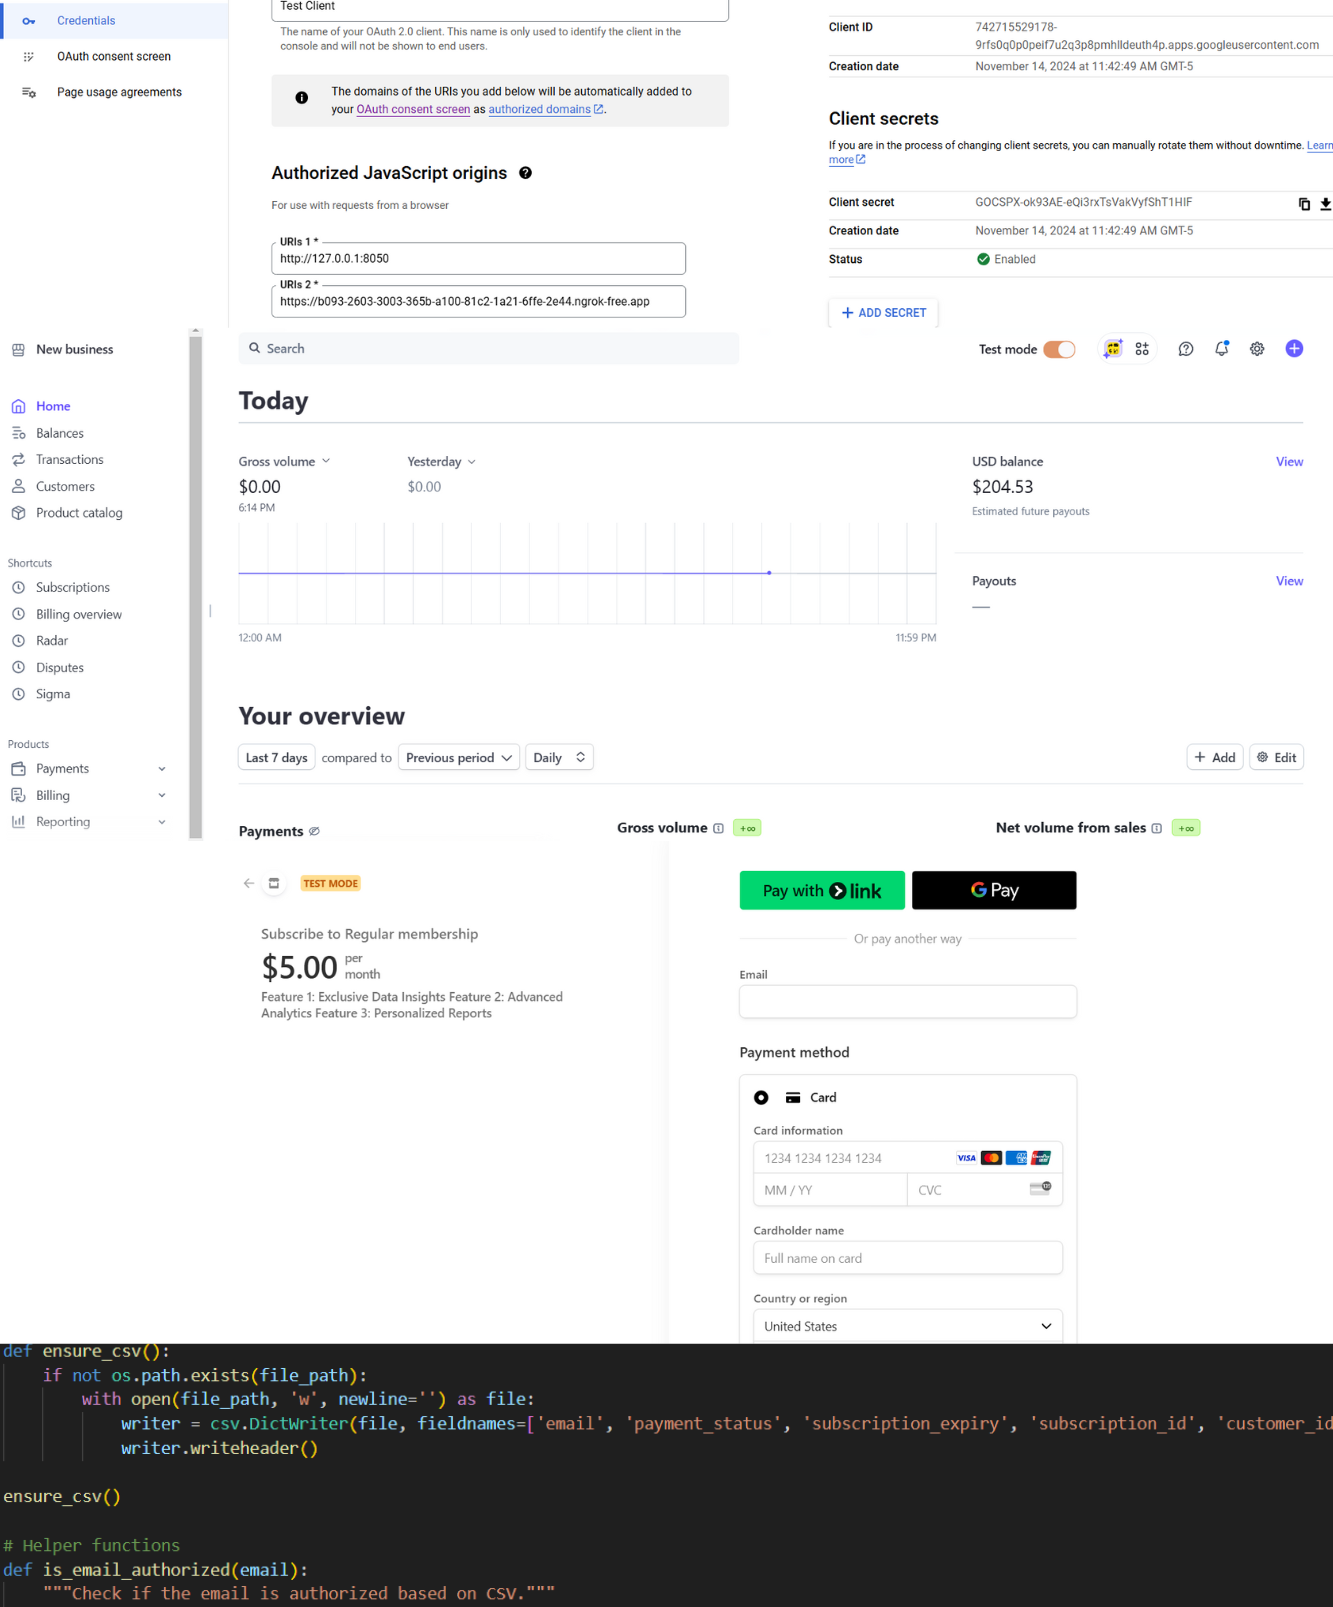 Credentials
OAuth consent screen
Page usage agreements
Test Client
The name of your OAuth 2.0 client. This name is only used to identify the client in the
console and will not be shown to end users.
The domains of the URIs you add below will be automatically added to
your OAuth consent screen as authorized domains.
Authorized JavaScript origins
For use with requests from a browser
URIs 1 *
http://127.0.0.1:8050
URIs 2 *
https://b093-2603-3003-365b-a100-81c2-1a21-6ffe-2e44.ngrok-free.app
Client ID
742715529178-
9rfs0q0p0peif7u2q3p8pmhlldeuth4p.apps.googleusercontent.com
Creation date
November 14, 2024 at 11:42:49 AM GMT-5
Client secrets
If you are in the process of changing client secrets, you can manually rotate them without downtime. Learn
more
Client secret
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
Creation date
November 14, 2024 at 11:42:49 AM GMT-5
Status
Enabled
ADD SECRET
New business
Home
Balances
Transactions
Customers
Product catalog
Shortcuts
Subscriptions
Billing overview
Radar
Disputes
Sigma
Products
Payments
Billing
Reporting
Search
Test mode
Today
Gross volume
$0.00
6:14 PM
Yesterday
$0.00
12:00 AM
11:59 PM
USD balance
View
$204.53
Estimated future payouts
Payouts
View
—
Your overview
Last 7 days compared to Previous period Daily
+ Add
Edit
Payments
Gross volume
+∞
Net volume from sales
+∞
TEST MODE
Subscribe to Regular membership
$5.00 per
month
Feature 1: Exclusive Data Insights Feature 2: Advanced
Analytics Feature 3: Personalized Reports
Pay with link
G Pay
Or pay another way
Email
Payment method
Card
Card information
1234 1234 1234 1234
VISA
MM / YY
CVC
Cardholder name
Full name on card
Country or region
United States
def ensure_csv():
if not os.path.exists(file_path):
with open(file_path, 'w', newline='') as file:
writer = csv.DictWriter(file, fieldnames=['email', 'payment_status', 'subscription_expiry', 'subscription_id', 'customer_id
writer.writeheader()
ensure_csv()
# Helper functions
def is_email_authorized(email):
"""Check if the email is authorized based on CSV."""